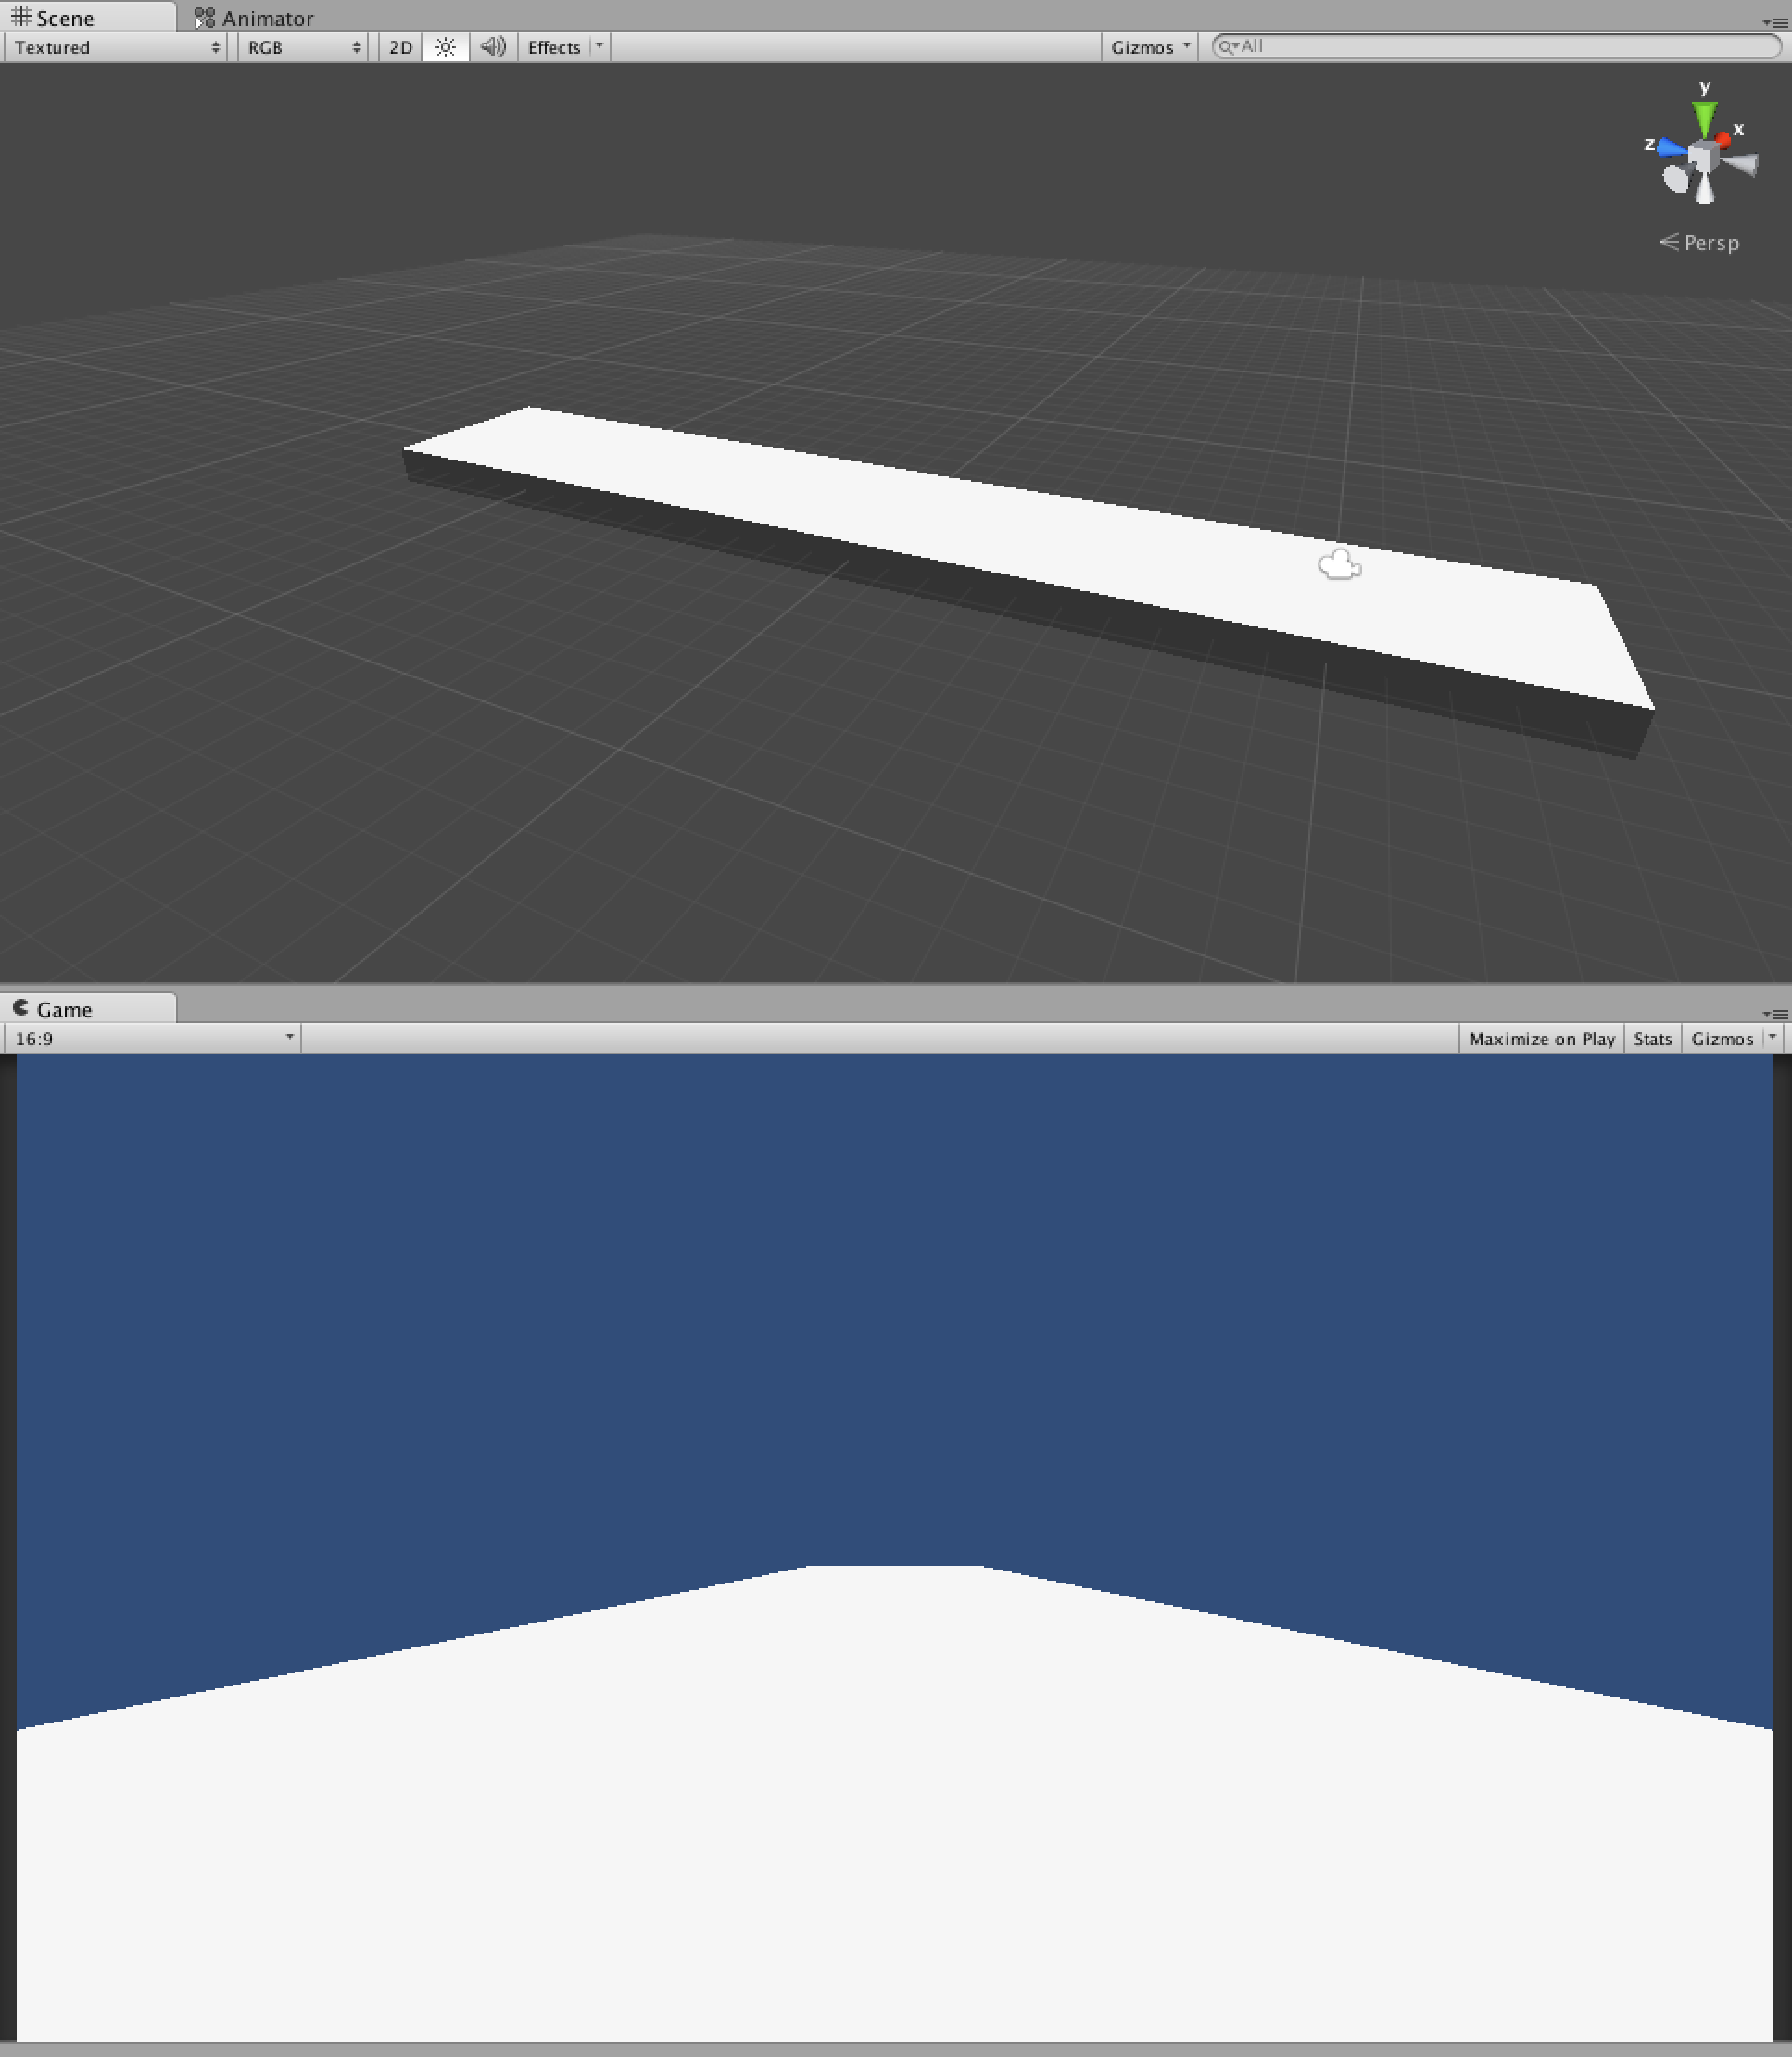 Scene Animator
Textured RGB 2D Effects Gizmos All
y
x
z
Persp
Game
16:9 Maximize on Play Stats Gizmos